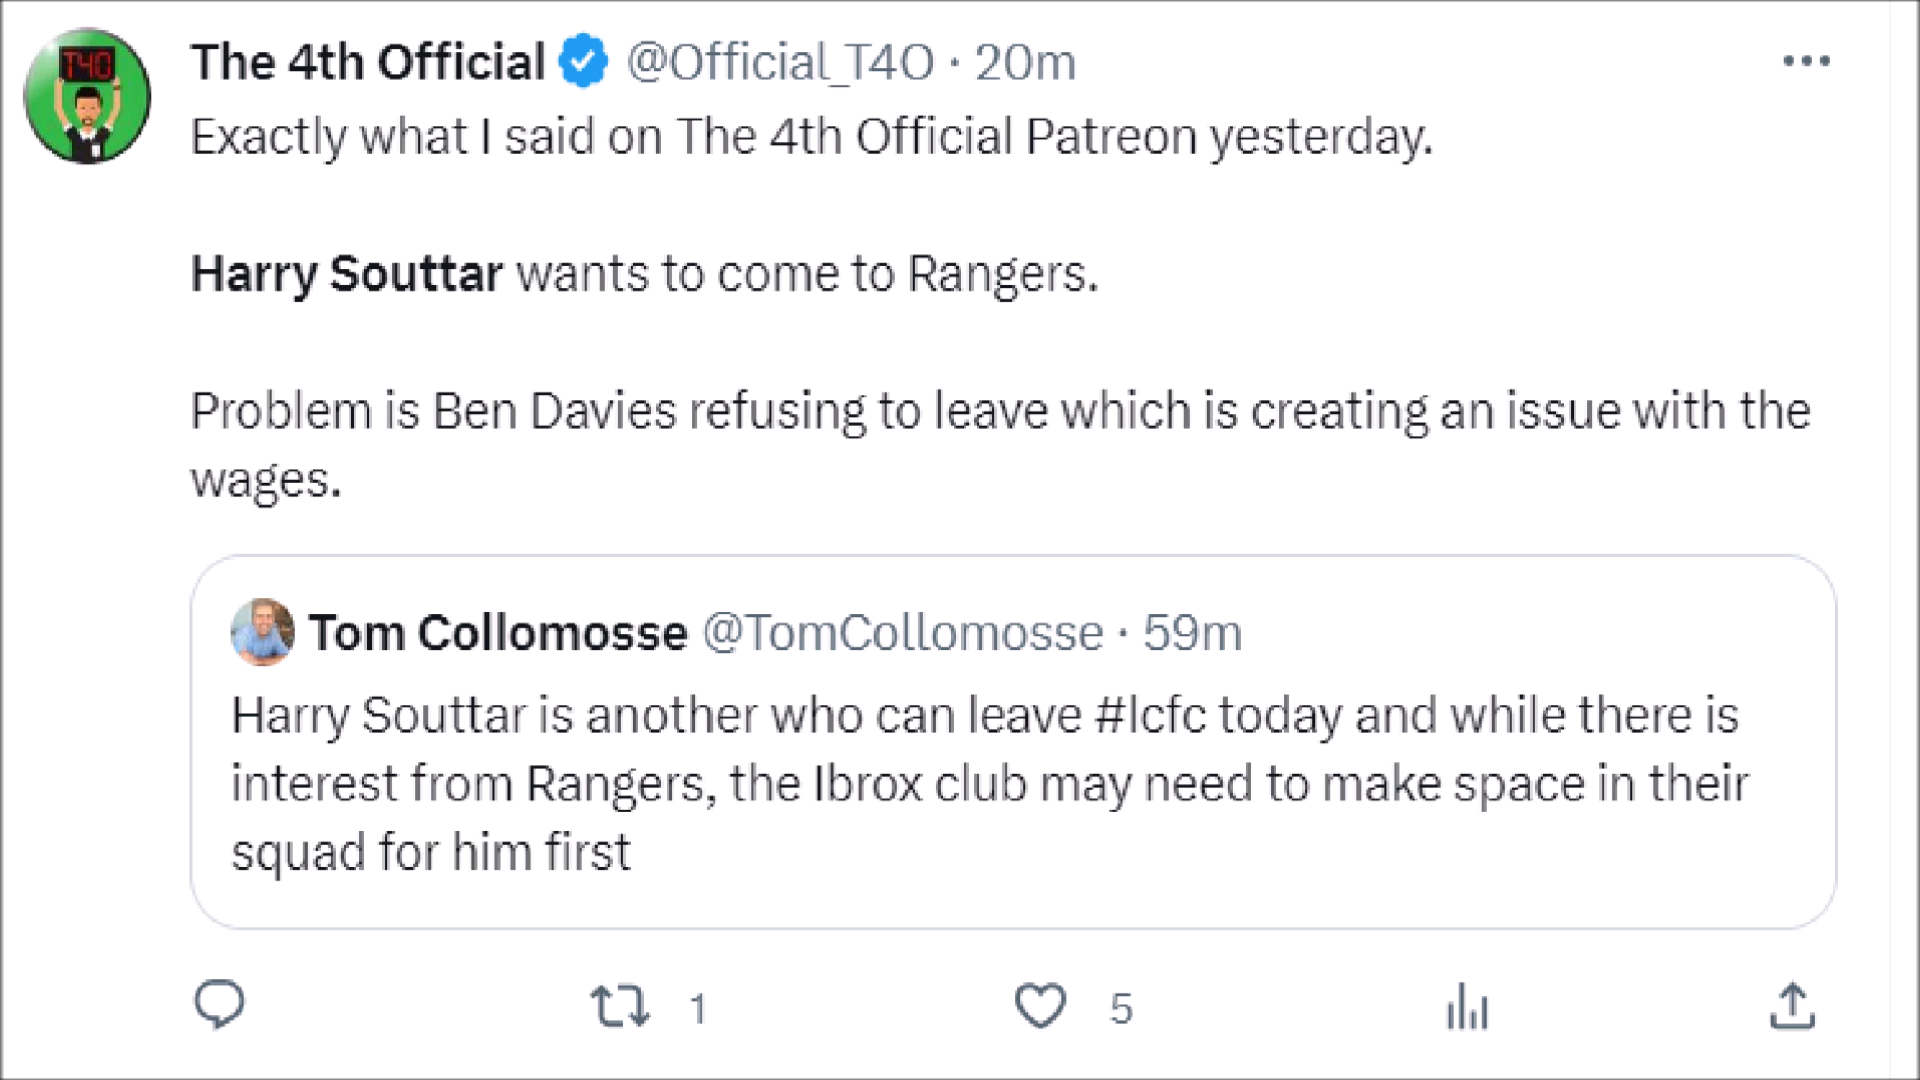 T4O
The 4th Official @Official_T4O · 20m
Exactly what I said on The 4th Official Patreon yesterday.
Harry Souttar wants to come to Rangers.
Problem is Ben Davies refusing to leave which is creating an issue with the
wages.
Tom Collomosse @TomCollomosse · 59m
Harry Souttar is another who can leave #lcfc today and while there is
interest from Rangers, the Ibrox club may need to make space in their
squad for him first
1
5